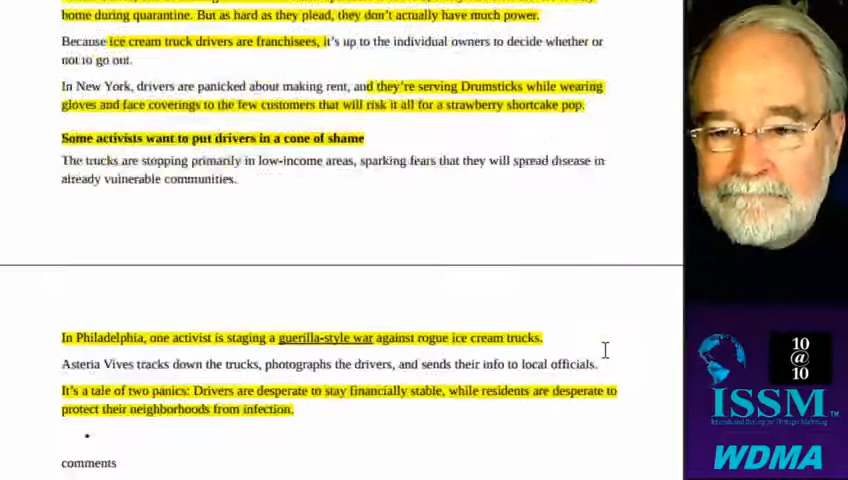 home during quarantine. But as hard as they plead, they don't actually have much power.
Because ice cream truck drivers are franchisees, it's up to the individual owners to decide whether or
not to go out.
In New York, drivers are panicked about making rent, and they're serving Drumsticks while wearing
gloves and face coverings to the few customers that will risk it all for a strawberry shortcake pop.
Some activists want to put drivers in a cone of shame
The trucks are stopping primarily in low-income areas, sparking fears that they will spread disease in
already vulnerable communities.
In Philadelphia, one activist is staging a guerilla-style war against rogue ice cream trucks.
Asteria Vives tracks down the trucks, photographs the drivers, and sends their info to local officials.
It's a tale of two panics: Drivers are desperate to stay financially stable, while residents are desperate to
protect their neighborhoods from infection.
•
comments
10
@
10
ISSM TM
International Society for Strategic Marketing
WDMA